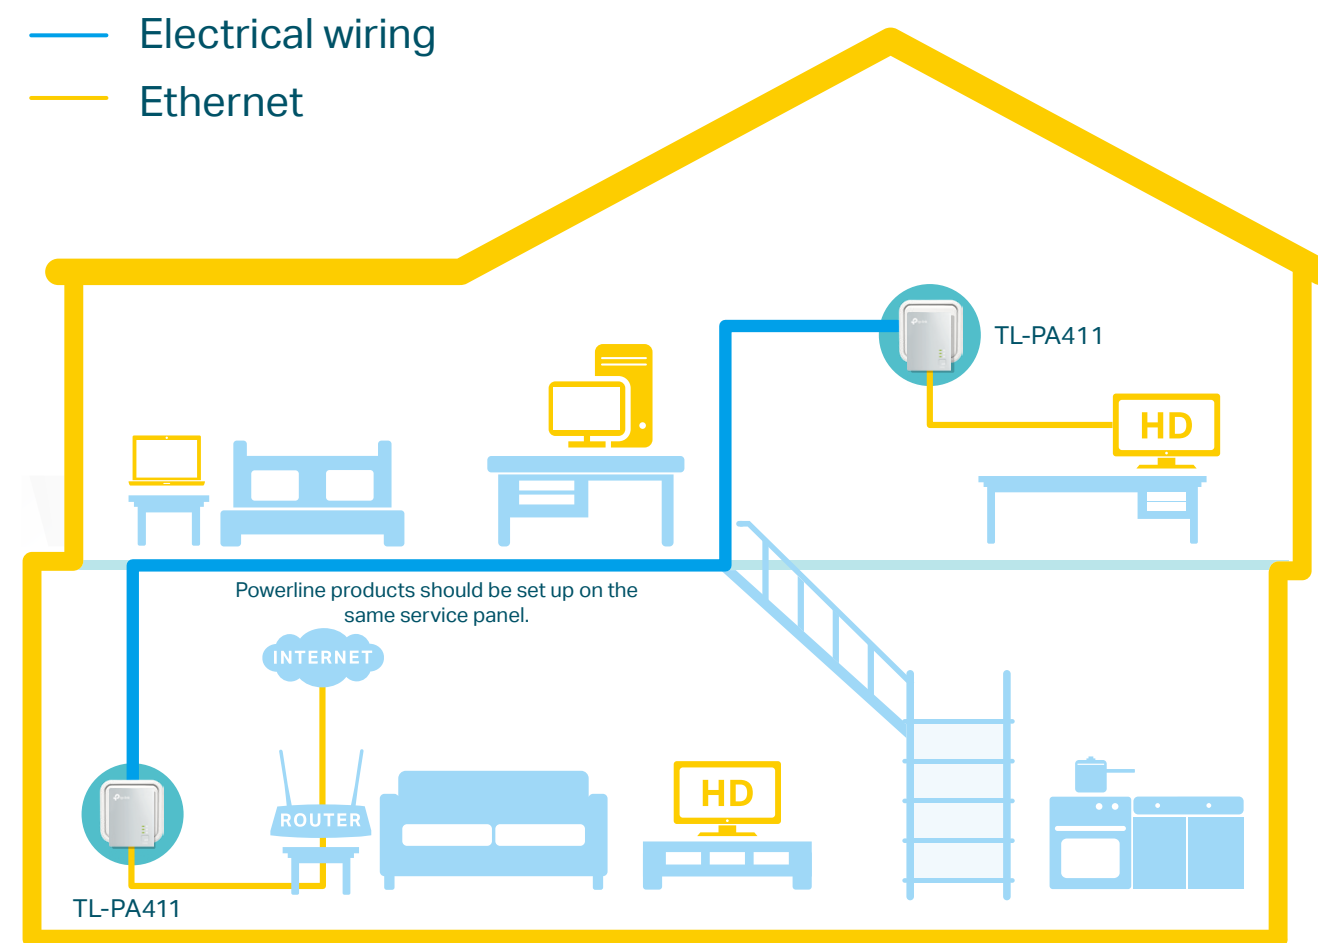 Electrical wiring
Ethernet
TL-PA411
HD
Powerline products should be set up on the
same service panel.
INTERNET
HD
ROUTER
TL-PA411